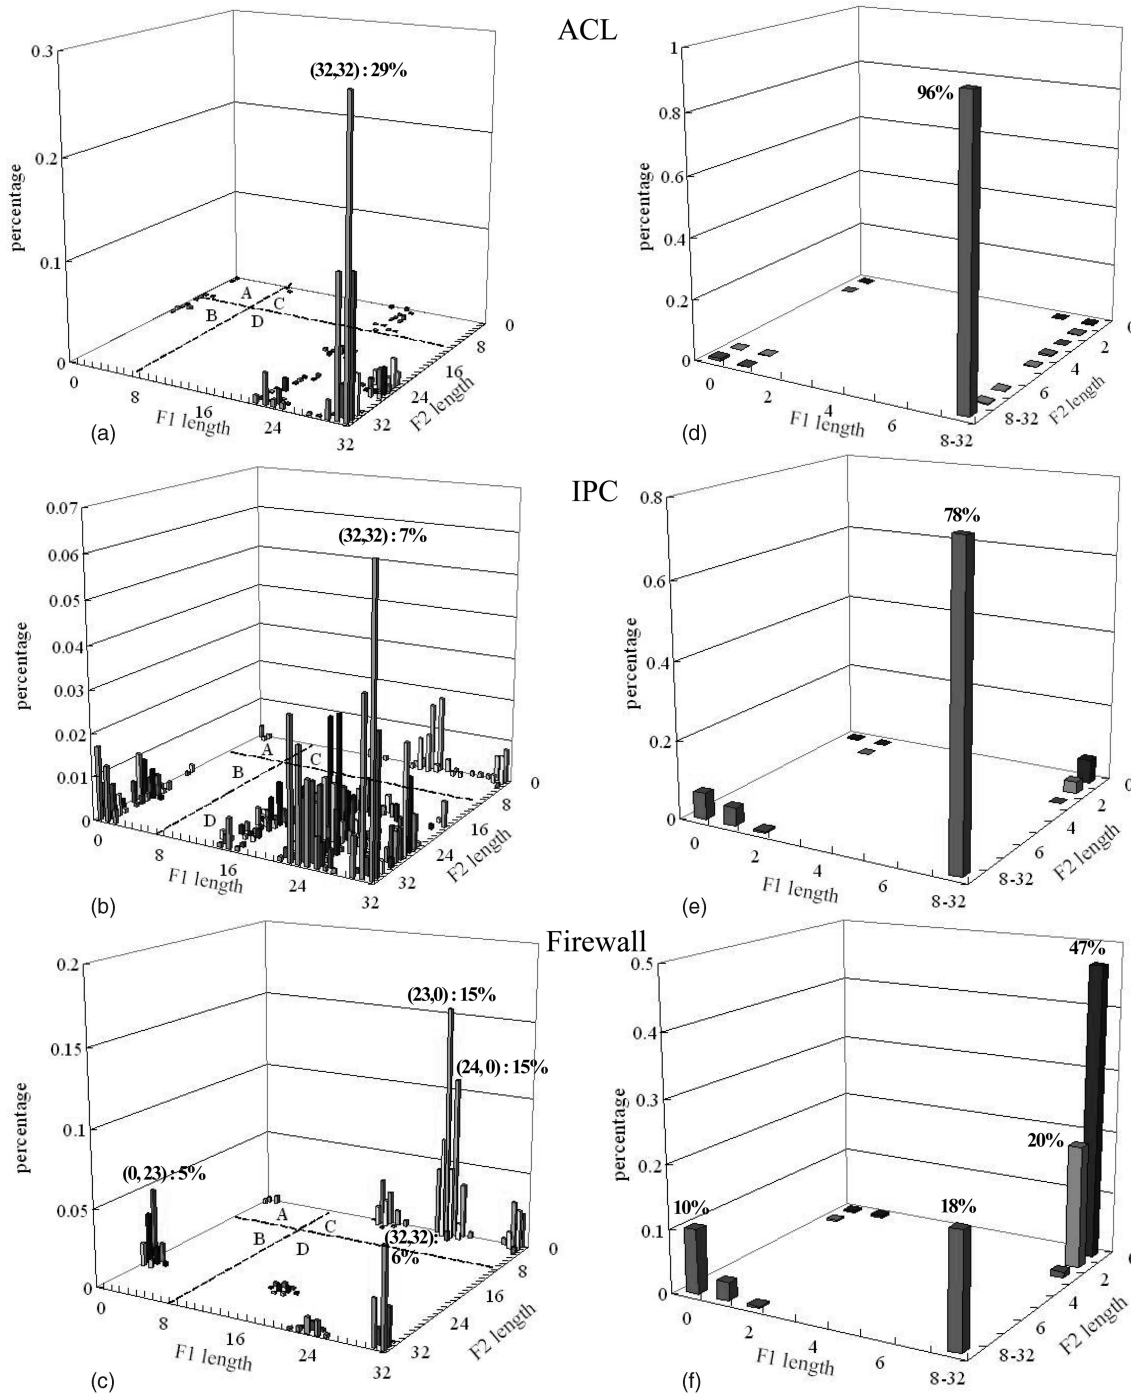 ACL
0.3
0.2
0.1
0
percentage
(32,32) : 29%
A
B
C
D
0
8
16
24
32
F1 length
32
24
16
8
0
F2 length
(a)
1
0.8
0.6
0.4
0.2
0
percentage
96%
0
2
4
6
8-32
F1 length
8-32
6
4
2
F2 length
(d)
IPC
0.07
0.06
0.05
0.04
0.03
0.02
0.01
0
percentage
(32,32) : 7%
A
B
C
D
0
8
16
24
32
F1 length
32
24
16
8
0
F2 length
(b)
0.8
0.6
0.4
0.2
0
percentage
78%
0
2
4
6
8-32
F1 length
8-32
6
4
2
F2 length
(e)
Firewall
0.2
0.15
0.1
0.05
0
percentage
(0,23) : 5%
(23,0) : 15%
(24,0) : 15%
(32,32):
6%
A
B
C
D
0
8
16
24
32
F1 length
32
24
16
8
0
F2 length
(c)
0.5
0.4
0.3
0.2
0.1
0
percentage
10%
18%
20%
47%
0
2
4
6
8-32
F1 length
8-32
6
4
2
F2 length
(f)